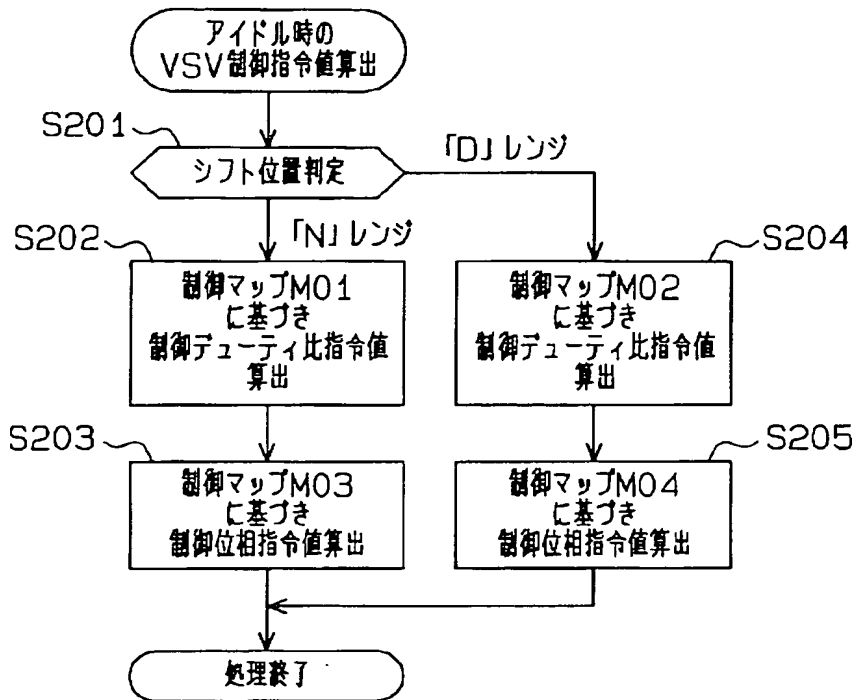 アイドル時の
VSV制御指令値算出
S201
シフト位置判定
「D」レンジ
「N」レンジ
S202
制御マップM01
に基づき
制御デューティ比指令値
算出
S204
制御マップM02
に基づき
制御デューティ比指令値
算出
S203
制御マップM03
に基づき
制御位相指令値算出
S205
制御マップM04
に基づき
制御位相指令値算出
処理終了